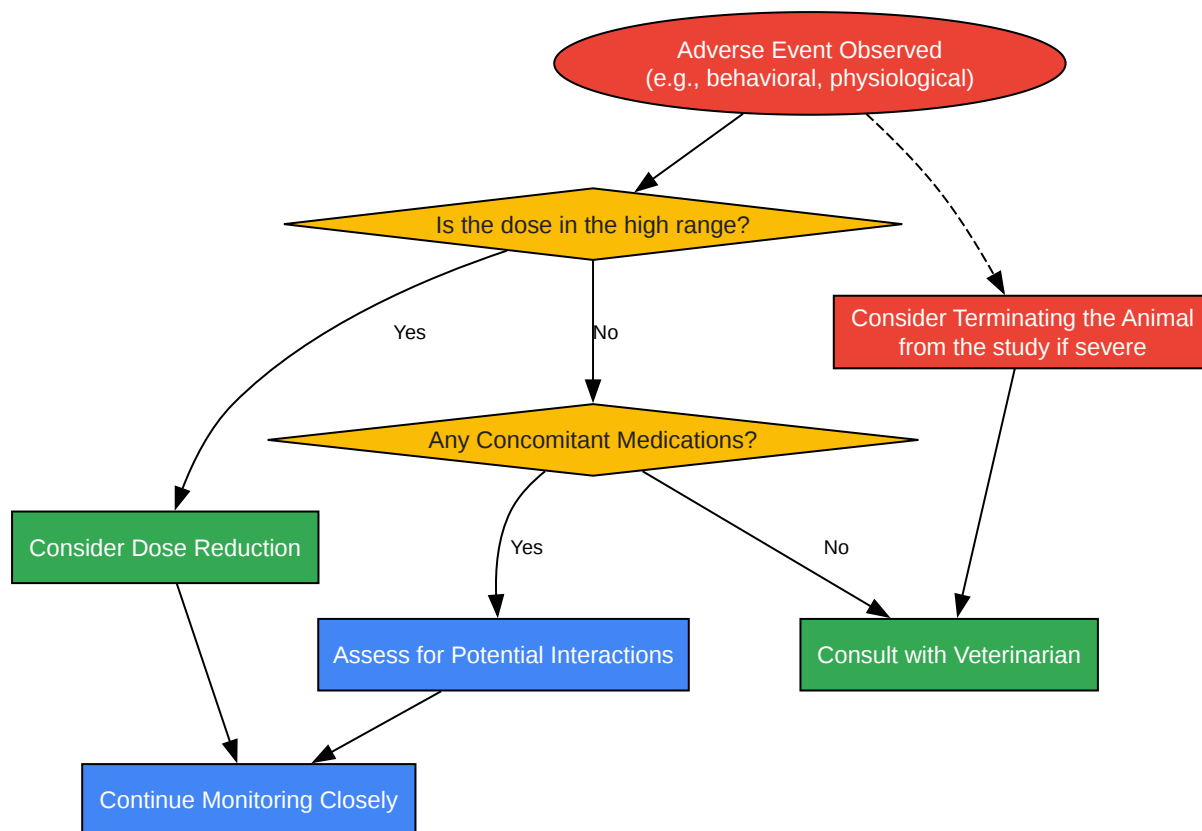 Adverse Event Observed
(e.g., behavioral, physiological)
Is the dose in the high range?
Yes
No
Consider Terminating the Animal
from the study if severe
Any Concomitant Medications?
Consider Dose Reduction
Yes
No
Assess for Potential Interactions
Consult with Veterinarian
Continue Monitoring Closely